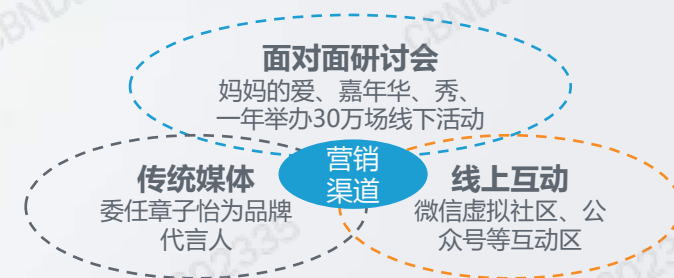 面对面研讨会
妈妈的爱、嘉年华、秀、
一年举办30万场线下活动
营销
渠道
传统媒体
委任章子怡为品牌
代言人
线上互动
微信虚拟社区、公
众号等互动区